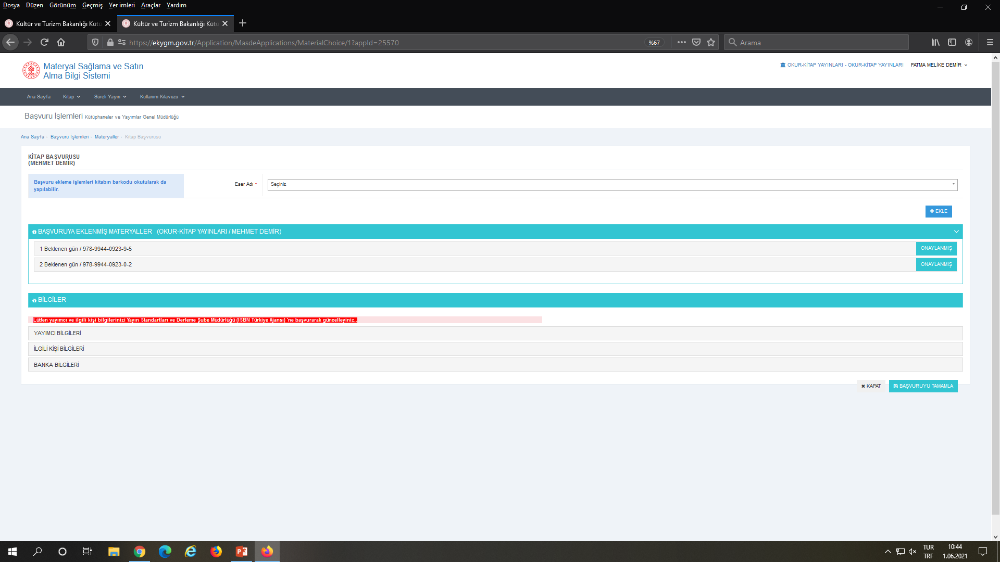 Dosya Düzen Görünüm Geçmiş Yer imleri Araçlar Yardım
Kültür ve Turizm Bakanlığı Kütü
Kültür ve Turizm Bakanlığı Kütü
https://ekygm.gov.tr/Application/MasdeApplications/MaterialChoice/1?appId=25570
%67
Arama
Materyal Sağlama ve Satın
Alma Bilgi Sistemi
OKUR-KİTAP YAYINLARI - OKUR-KİTAP YAYINLARI FATMA MELİKE DEMİR
Ana Sayfa Kitap Süreli Yayın Kullanım Kılavuzu
Başvuru İşlemleri Kütüphaneler ve Yayımlar Genel Müdürlüğü
Ana Sayfa Başvuru İşlemleri Materyaller Kitap Başvurusu
KİTAP BAŞVURUSU
(MEHMET DEMİR)
Başvuru ekleme işlemleri kitabın barkodu okutularak da
yapılabilir.
Eser Adı *
Seçiniz
+ EKLE
BAŞVURUYA EKLENMİŞ MATERYALLER (OKUR-KİTAP YAYINLARI / MEHMET DEMİR)
1 Beklenen gün / 978-9944-0923-9-5 ONAYLANMIŞ
2 Beklenen gün / 978-9944-0923-0-2 ONAYLANMIŞ
BİLGİLER
Lütfen yayımcı ve ilgili kişi bilgilerinizi Yayın Standartları ve Derleme Şube Müdürlüğü (ISBN Türkiye Ajansı) 'ne başvurarak güncelleyiniz..
YAYIMCI BİLGİLERİ
İLGİLİ KİŞİ BİLGİLERİ
BANKA BİLGİLERİ
KAPAT BAŞVURUYU TAMAMLA
TUR
TRF
10:44
1.06.2021